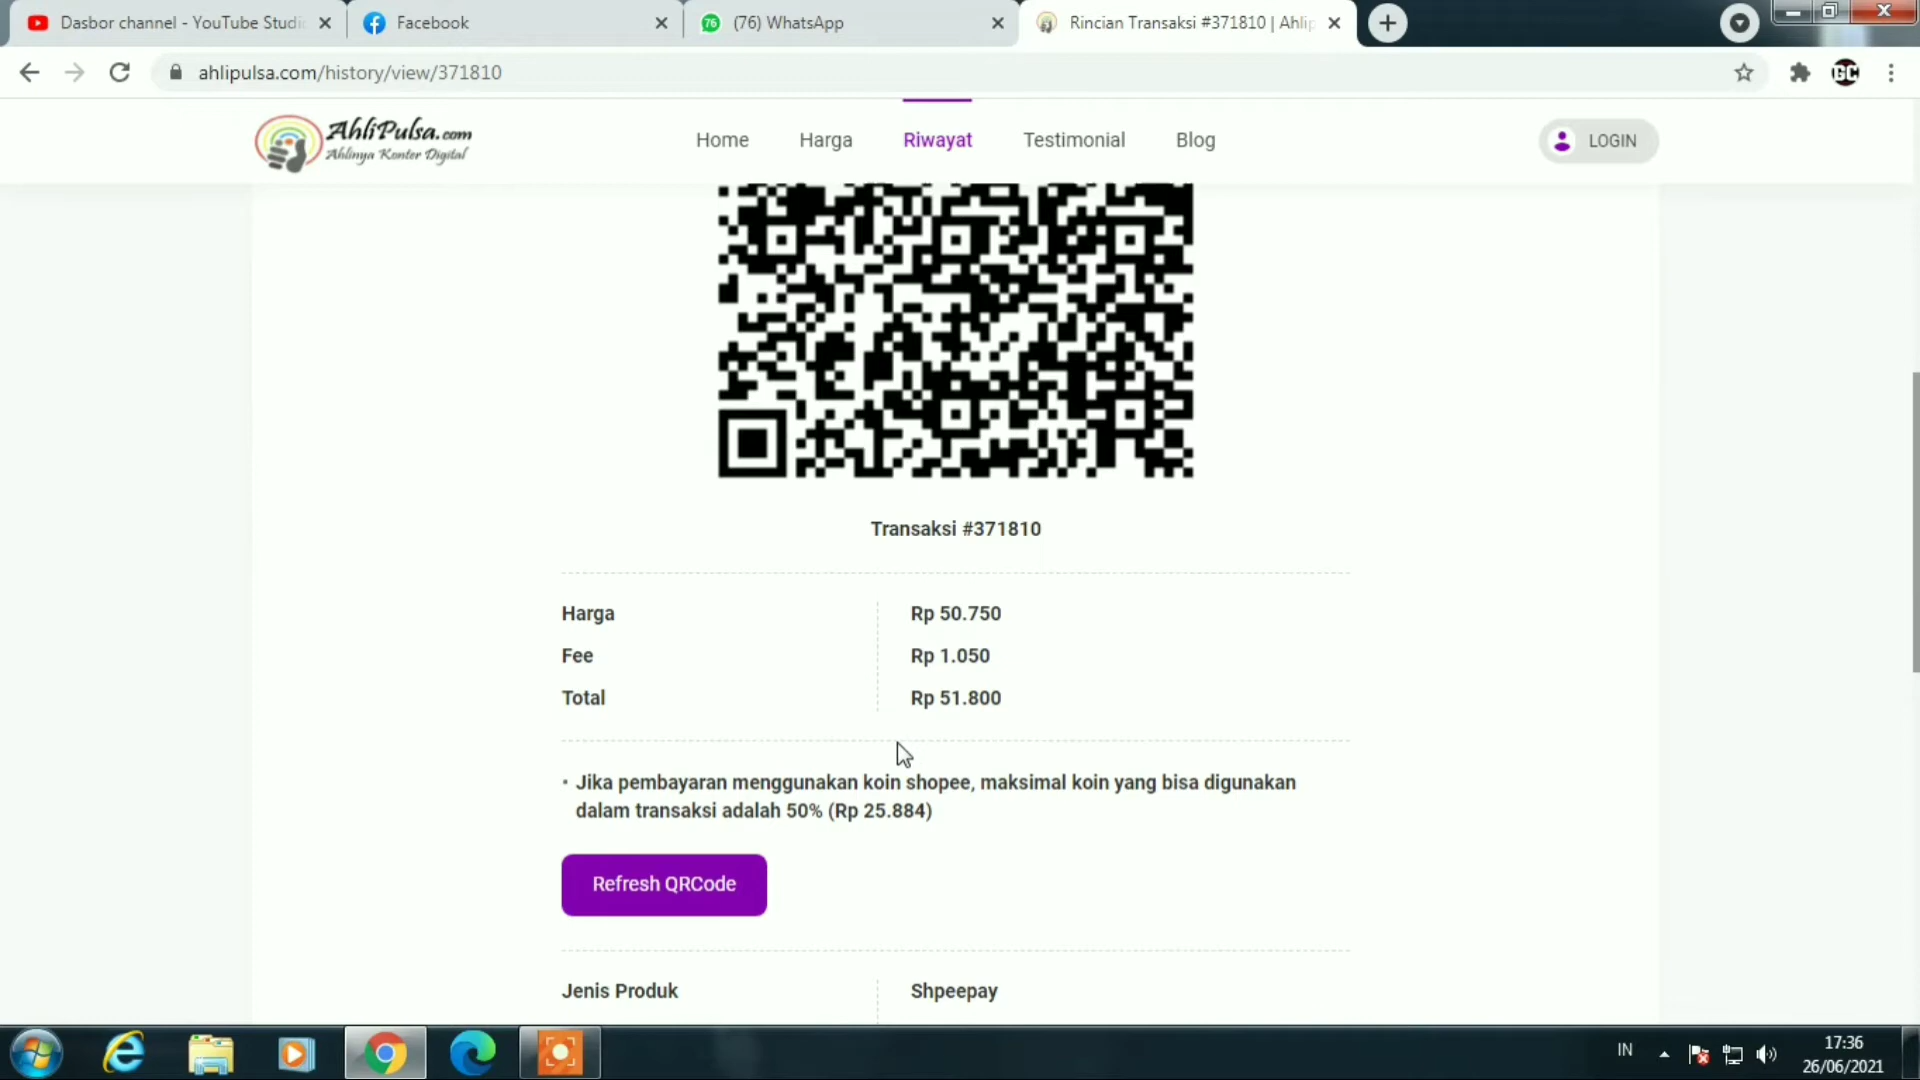 Dasbor channel - YouTube Studi
Facebook
(76) WhatsApp
Rincian Transaksi #371810 | Ahlip
ahlipulsa.com/history/view/371810
GC
AhliPulsa.com
Ahlinya Konter Digital
Home
Harga
Riwayat
Testimonial
Blog
LOGIN
Transaksi #371810
Harga
Rp 50.750
Fee
Rp 1.050
Total
Rp 51.800
Jika pembayaran menggunakan koin shopee, maksimal koin yang bisa digunakan
dalam transaksi adalah 50% (Rp 25.884)
Refresh QRCode
Jenis Produk
Shpeepay
IN
17:36
26/06/2021